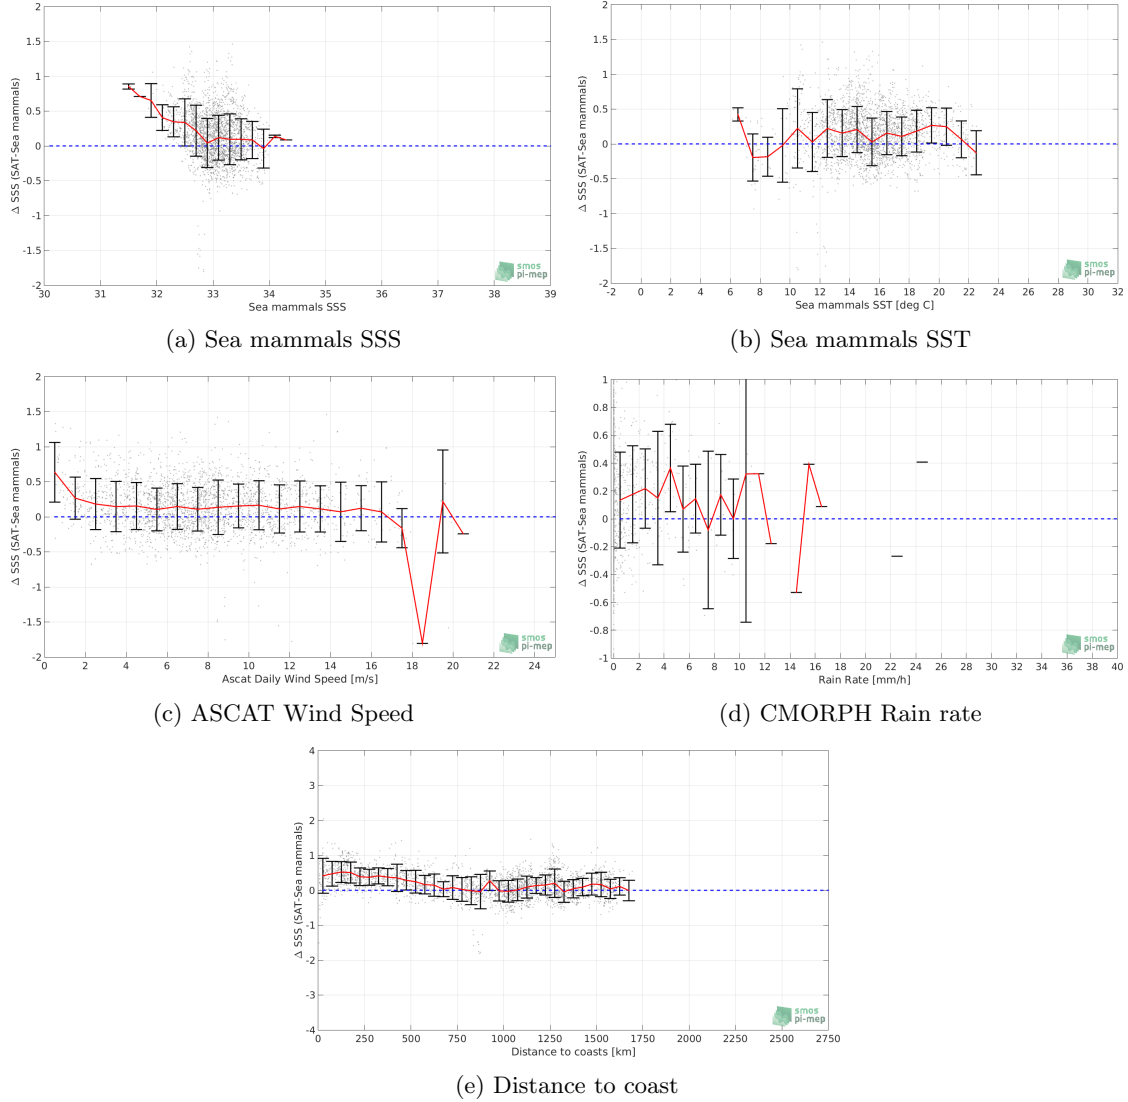 2
1.5
1
0.5
0
-0.5
-1
-1.5
-2
Δ SSS (SAT-Sea mammals)
30 31 32 33 34 35 36 37 38 39
Sea mammals SSS
smos
pi-mep
(a) Sea mammals SSS
2
1.5
1
0.5
0
-0.5
-1
-1.5
-2
Δ SSS (SAT-Sea mammals)
-2 0 2 4 6 8 10 12 14 16 18 20 22 24 26 28 30 32
Sea mammals SST [deg C]
smos
pi-mep
(b) Sea mammals SST
2
1.5
1
0.5
0
-0.5
-1
-1.5
-2
Δ SSS (SAT-Sea mammals)
0 2 4 6 8 10 12 14 16 18 20 22 24
Ascat Daily Wind Speed [m/s]
smos
pi-mep
(c) ASCAT Wind Speed
1
0.8
0.6
0.4
0.2
0
-0.2
-0.4
-0.6
-0.8
-1
Δ SSS (SAT-Sea mammals)
0 2 4 6 8 10 12 14 16 18 20 22 24 26 28 30 32 34 36 38 40
Rain Rate [mm/h]
smos
pi-mep
(d) CMORPH Rain rate
4
3
2
1
0
-1
-2
-3
-4
Δ SSS (SAT-Sea mammals)
0 250 500 750 1000 1250 1500 1750 2000 2250 2500 2750
Distance to coasts [km]
smos
pi-mep
(e) Distance to coast